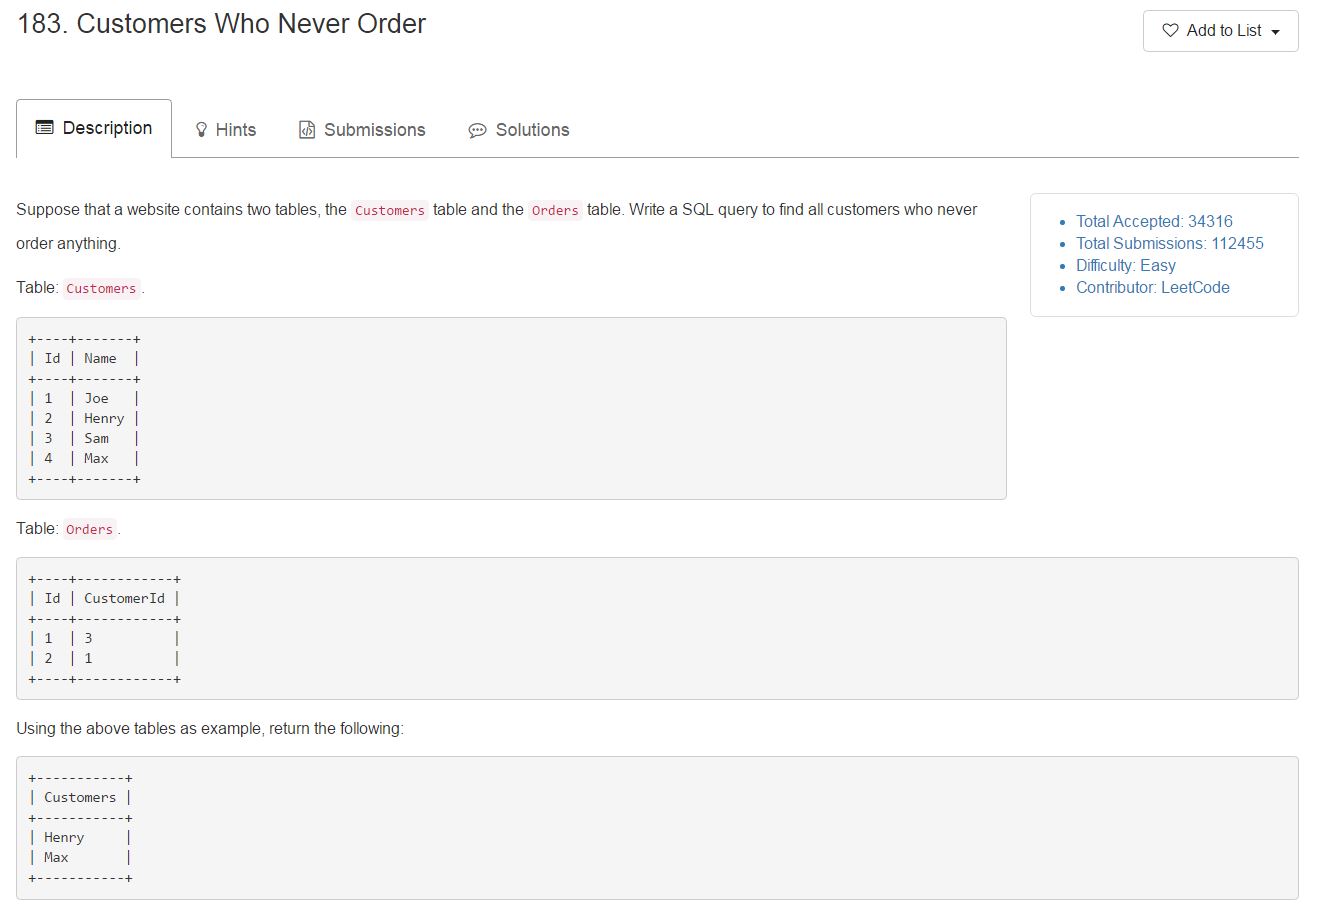 183. Customers Who Never Order
Add to List
Description
Hints
Submissions
Solutions
Suppose that a website contains two tables, the Customers table and the Orders table. Write a SQL query to find all customers who never
order anything.
Total Accepted: 34316
Total Submissions: 112455
Difficulty: Easy
Contributor: LeetCode
Table: Customers.
+----+-------+
| Id | Name  |
+----+-------+
| 1  | Joe   |
| 2  | Henry |
| 3  | Sam   |
| 4  | Max   |
+----+-------+
Table: Orders.
+----+------------+
| Id | CustomerId |
+----+------------+
| 1  | 3          |
| 2  | 1          |
+----+------------+
Using the above tables as example, return the following:
+-----------+
| Customers |
+-----------+
| Henry     |
| Max       |
+-----------+